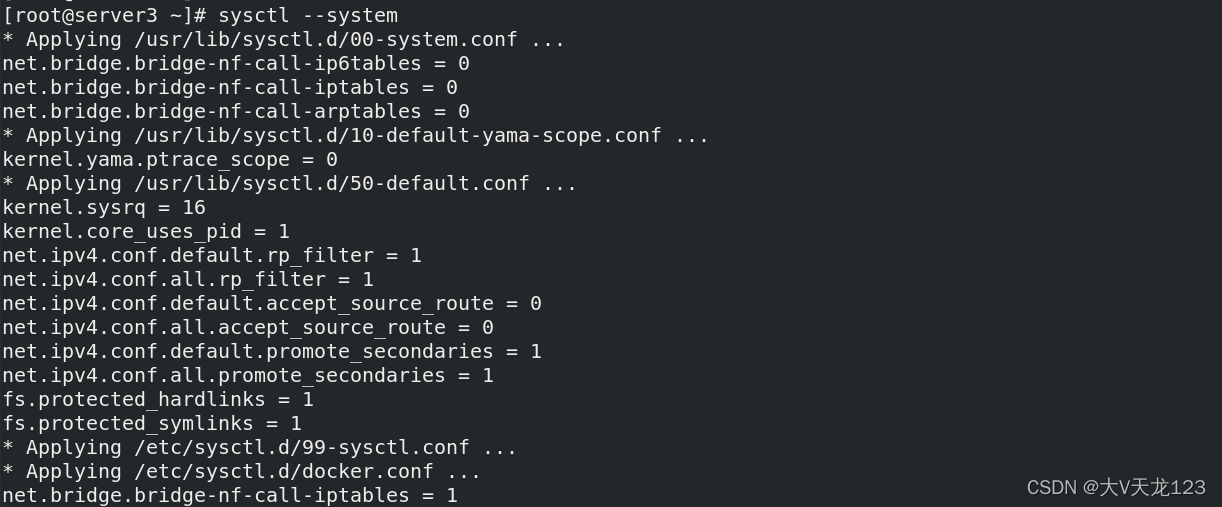 [root@server3 ~]# sysctl --system
* Applying /usr/lib/sysctl.d/00-system.conf ...
net.bridge.bridge-nf-call-ip6tables = 0
net.bridge.bridge-nf-call-iptables = 0
net.bridge.bridge-nf-call-arptables = 0
* Applying /usr/lib/sysctl.d/10-default-yama-scope.conf ...
kernel.yama.ptrace_scope = 0
* Applying /usr/lib/sysctl.d/50-default.conf ...
kernel.sysrq = 16
kernel.core_uses_pid = 1
net.ipv4.conf.default.rp_filter = 1
net.ipv4.conf.all.rp_filter = 1
net.ipv4.conf.default.accept_source_route = 0
net.ipv4.conf.all.accept_source_route = 0
net.ipv4.conf.default.promote_secondaries = 1
net.ipv4.conf.all.promote_secondaries = 1
fs.protected_hardlinks = 1
fs.protected_symlinks = 1
* Applying /etc/sysctl.d/99-sysctl.conf ...
* Applying /etc/sysctl.d/docker.conf ...
net.bridge.bridge-nf-call-iptables = 1
CSDN @大V天龙123